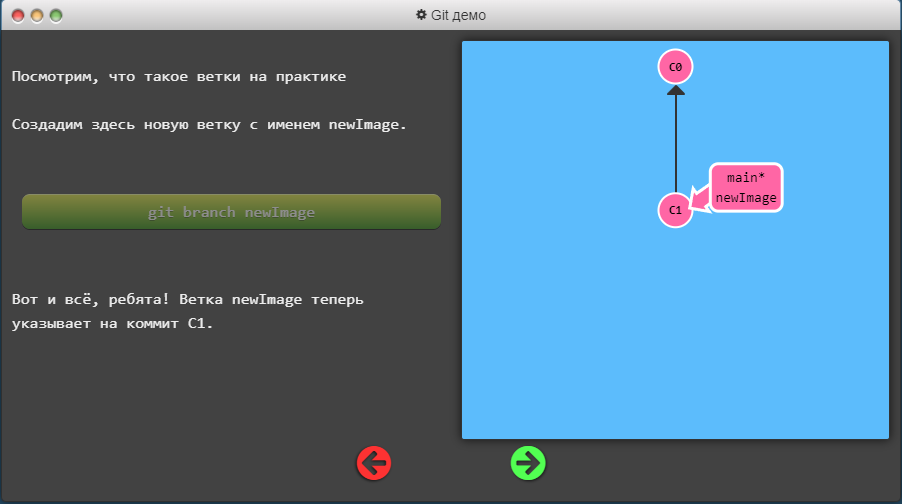 Git демо
Посмотрим, что такое ветки на практике
Создадим здесь новую ветку с именем newImage.
git branch newImage
Вот и всё, ребята! Ветка newImage теперь
указывает на коммит C1.
C0
main*
newImage
C1